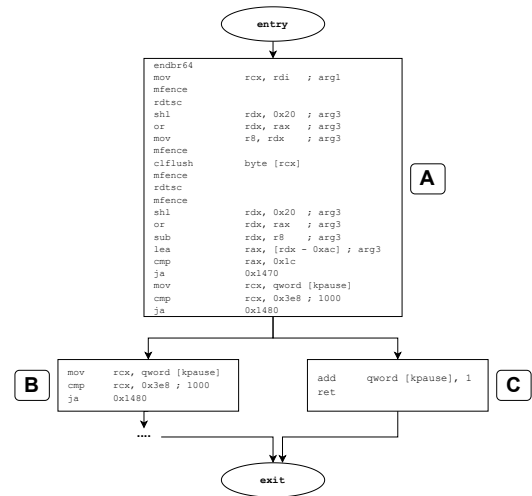 entry
endbr64
mov rcx, rdi ; arg1
mfence
rdtsc
shl rdx, 0x20 ; arg3
or rdx, rax ; arg3
mov r8, rdx ; arg3
mfence
clflush byte [rcx]
mfence
rdtsc
mfence
shl rdx, 0x20 ; arg3
or rdx, rax ; arg3
sub rdx, r8 ; arg3
lea rax, [rdx - 0xac] ; arg3
cmp rax, 0x1c
ja 0x1470
mov rcx, qword [kpause]
cmp rcx, 0x3e8 ; 1000
ja 0x1480
A
B
mov rcx, qword [kpause]
cmp rcx, 0x3e8 ; 1000
ja 0x1480
....
add qword [kpause], 1
ret
C
exit